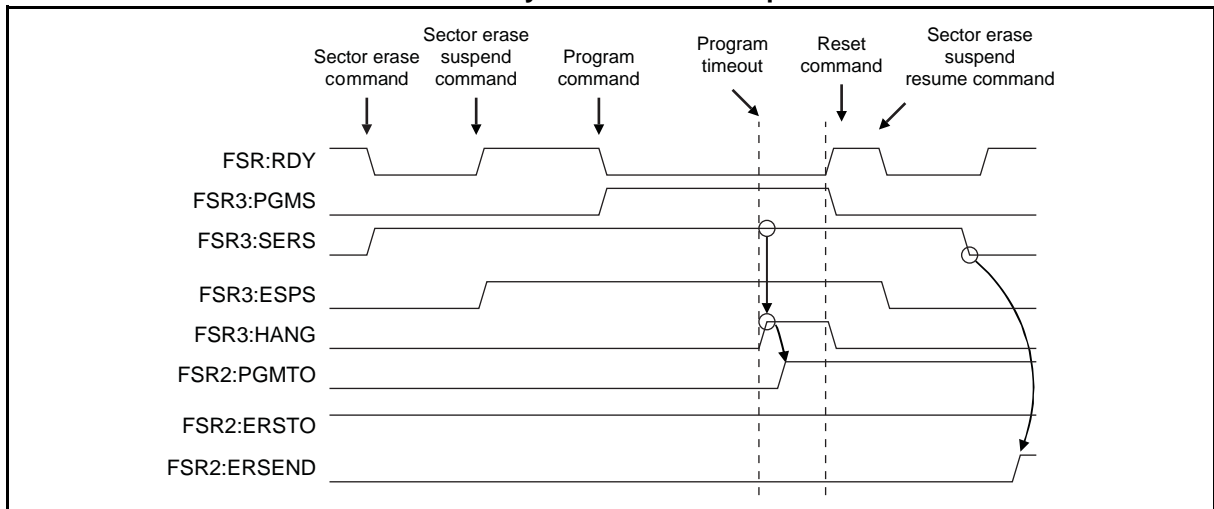 Sector erase
command
Sector erase
suspend
command
Program
command
Program
timeout
Reset
command
Sector erase
suspend
resume command
FSR:RDY
FSR3:PGMS
FSR3:SERS
FSR3:ESPS
FSR3:HANG
FSR2:PGMTO
FSR2:ERSTO
FSR2:ERSEND